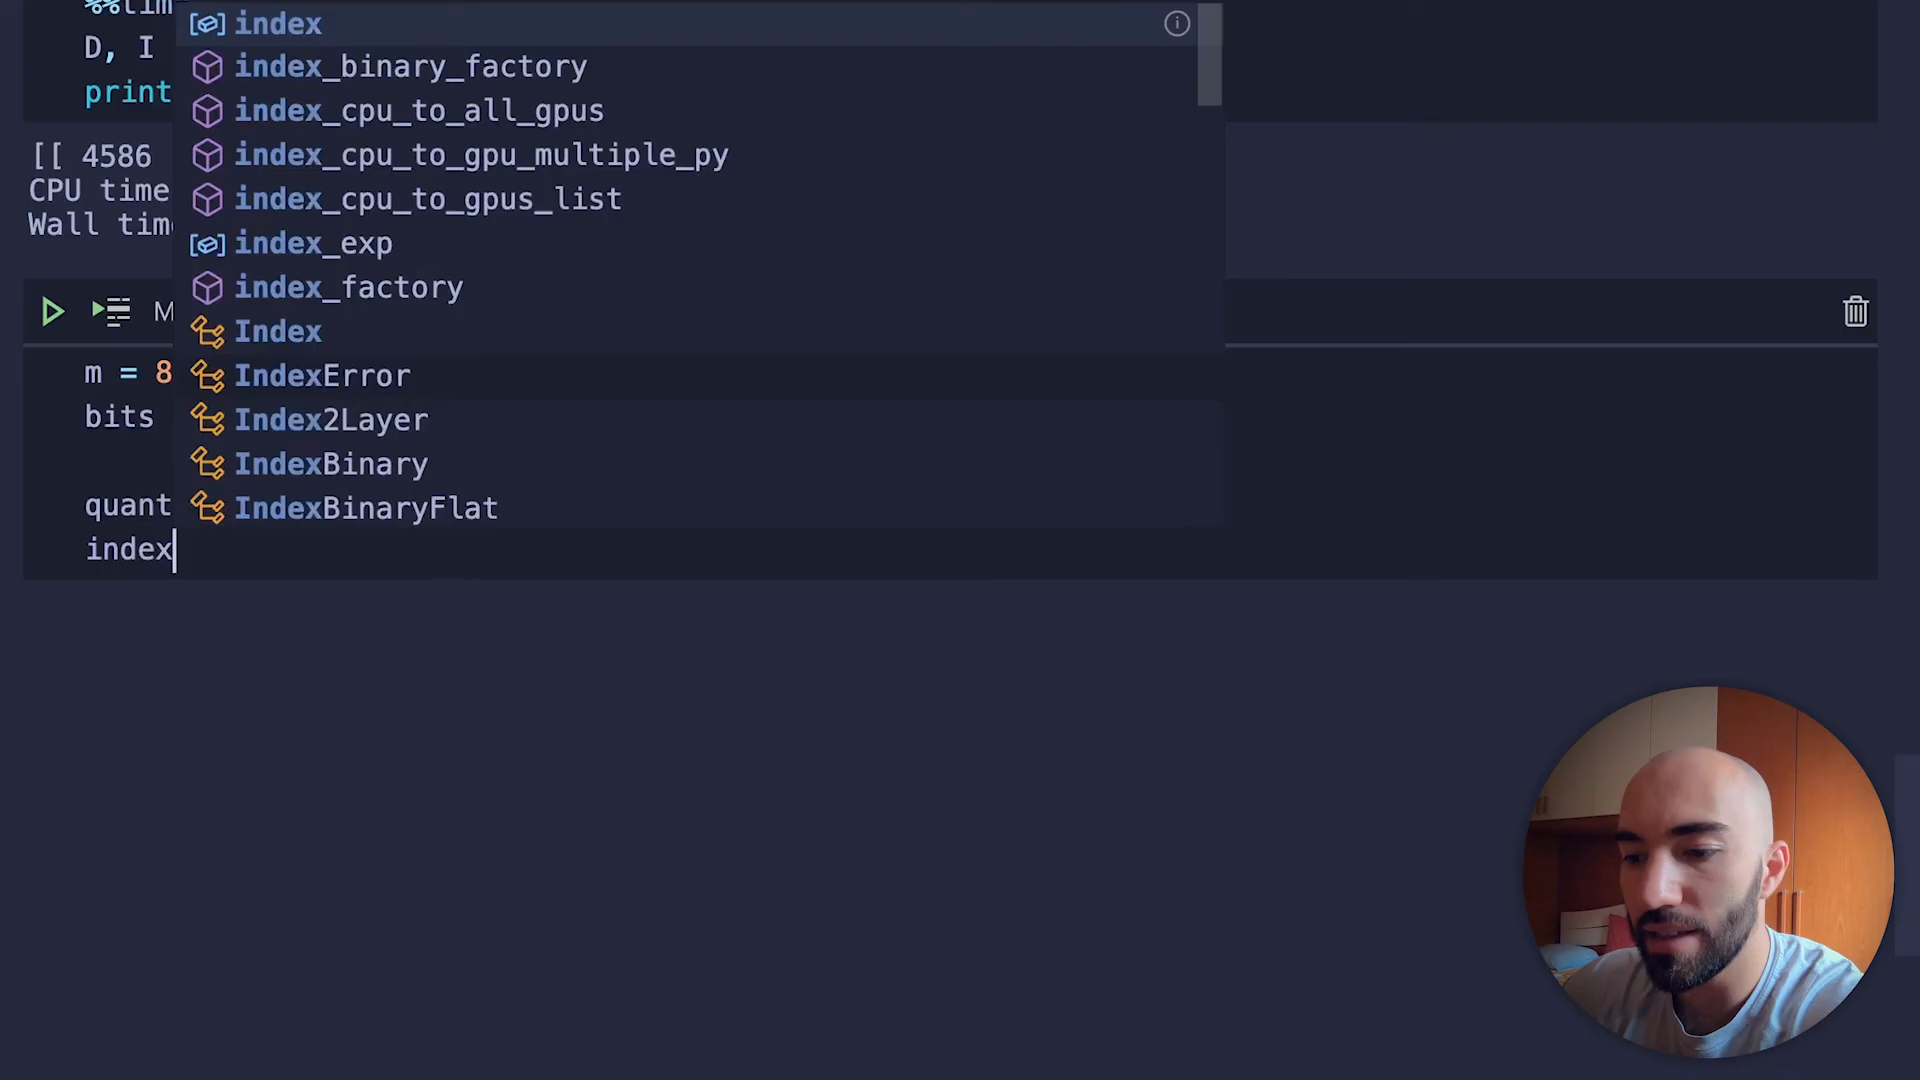 %%tim
D, I
print
[[ 4586
CPU time
Wall tim
index
index_binary_factory
index_cpu_to_all_gpus
index_cpu_to_gpu_multiple_py
index_cpu_to_gpus_list
index_exp
index_factory
Index
IndexError
Index2Layer
IndexBinary
IndexBinaryFlat
M
m = 8
bits
quant
index